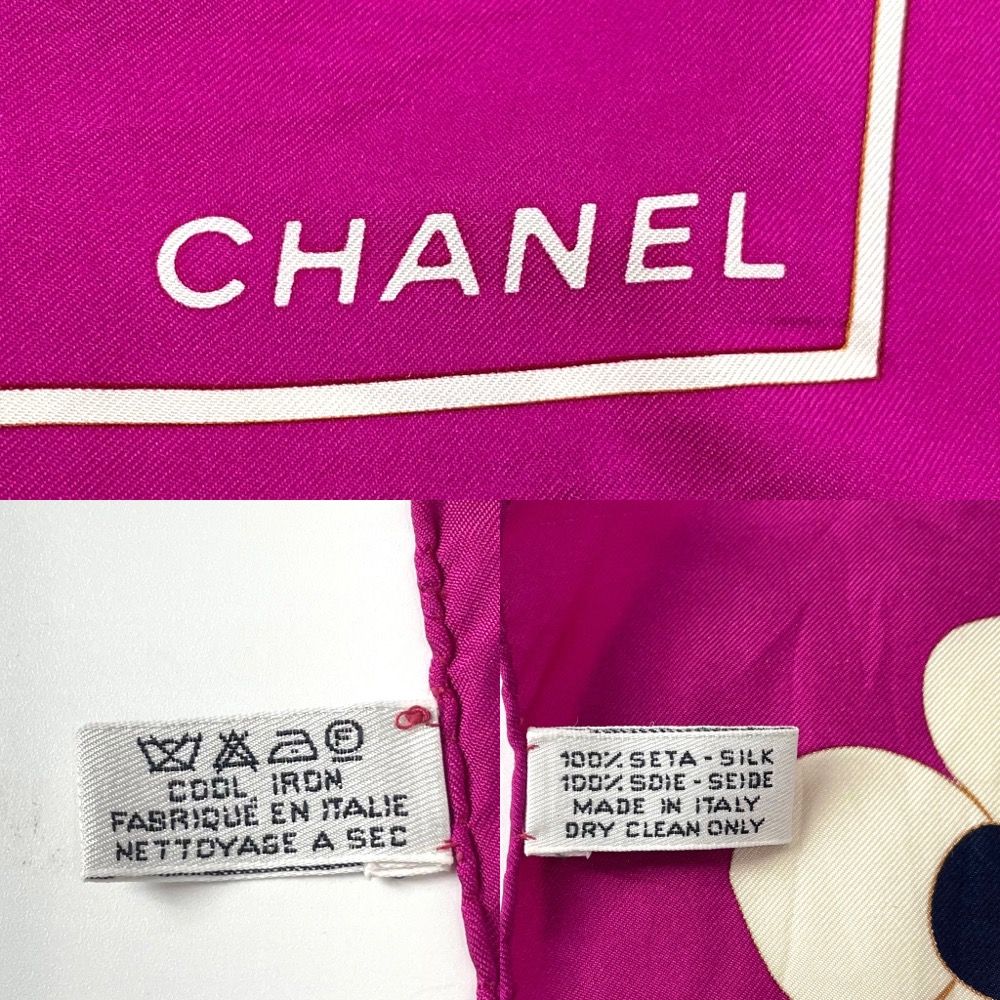 CHANEL
F
COOL IRON
FABRIQUE EN ITALIE
NETTOYAGE A SEC
100% SETA - SILK
100% SOIE - SEIDE
MADE IN ITALY
DRY CLEAN ONLY